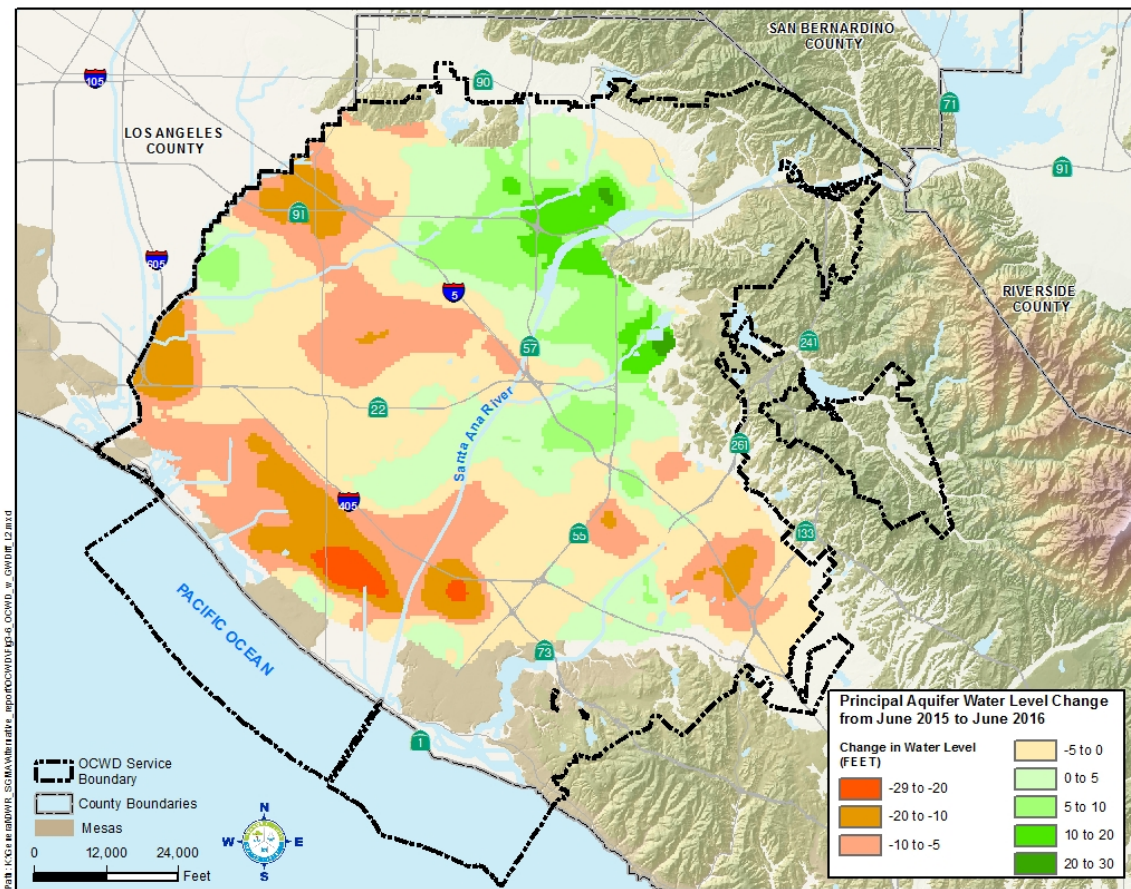 SAN BERNARDINO
COUNTY
105
90
71
LOS ANGELES
COUNTY
91
91
605
5
RIVERSIDE
COUNTY
57
241
22
Santa Ana River
261
405
55
133
PACIFIC OCEAN
73
1
Principal Aquifer Water Level Change
from June 2015 to June 2016
Change in Water Level
(FEET)
-29 to -20
-20 to -10
-10 to -5
-5 to 0
0 to 5
5 to 10
10 to 20
20 to 30
OCWD Service
Boundary
County Boundaries
Mesas
N
W
E
S
0
12,000
24,000
Feet